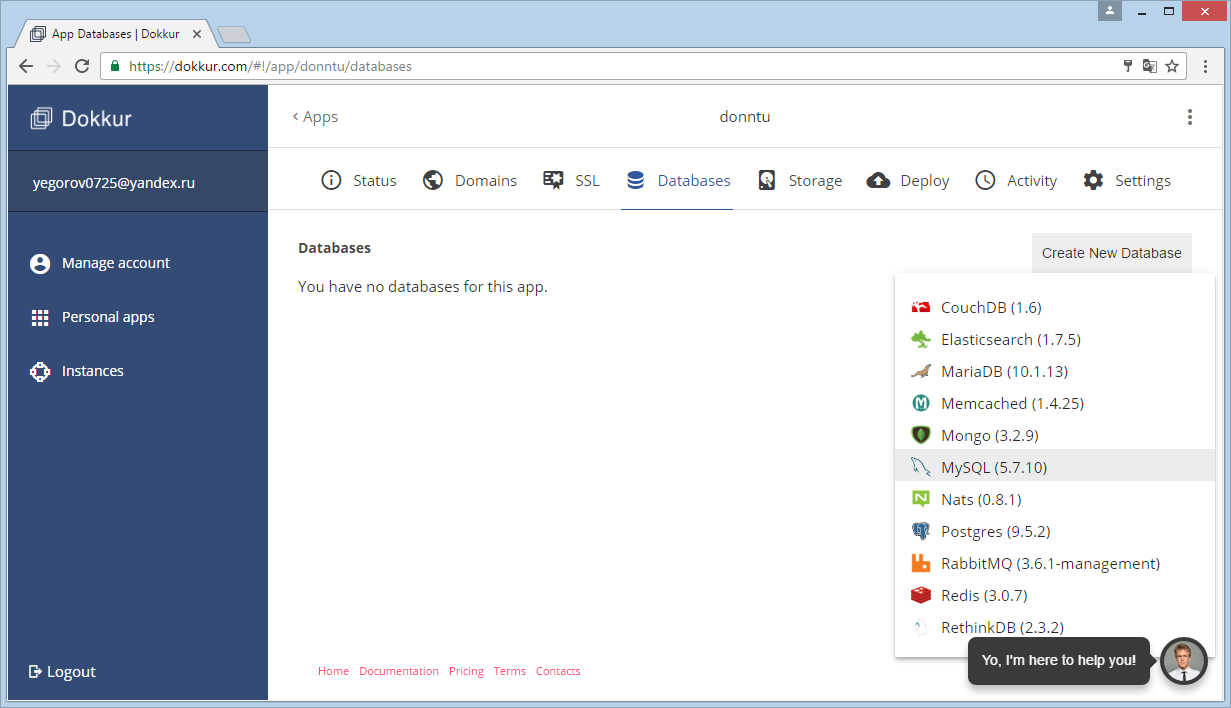 App Databases | Dokkur
https://dokkur.com/#!/app/donntu/databases
Dokkur
‹ Apps
donntu
yegorov0725@yandex.ru
Status
Domains
SSL
Databases
Storage
Deploy
Activity
Settings
Manage account
Personal apps
Instances
Logout
Databases
Create New Database
You have no databases for this app.
CouchDB (1.6)
Elasticsearch (1.7.5)
MariaDB (10.1.13)
Memcached (1.4.25)
Mongo (3.2.9)
MySQL (5.7.10)
Nats (0.8.1)
Postgres (9.5.2)
RabbitMQ (3.6.1-management)
Redis (3.0.7)
RethinkDB (2.3.2)
Yo, I'm here to help you!
Home Documentation Pricing Terms Contacts